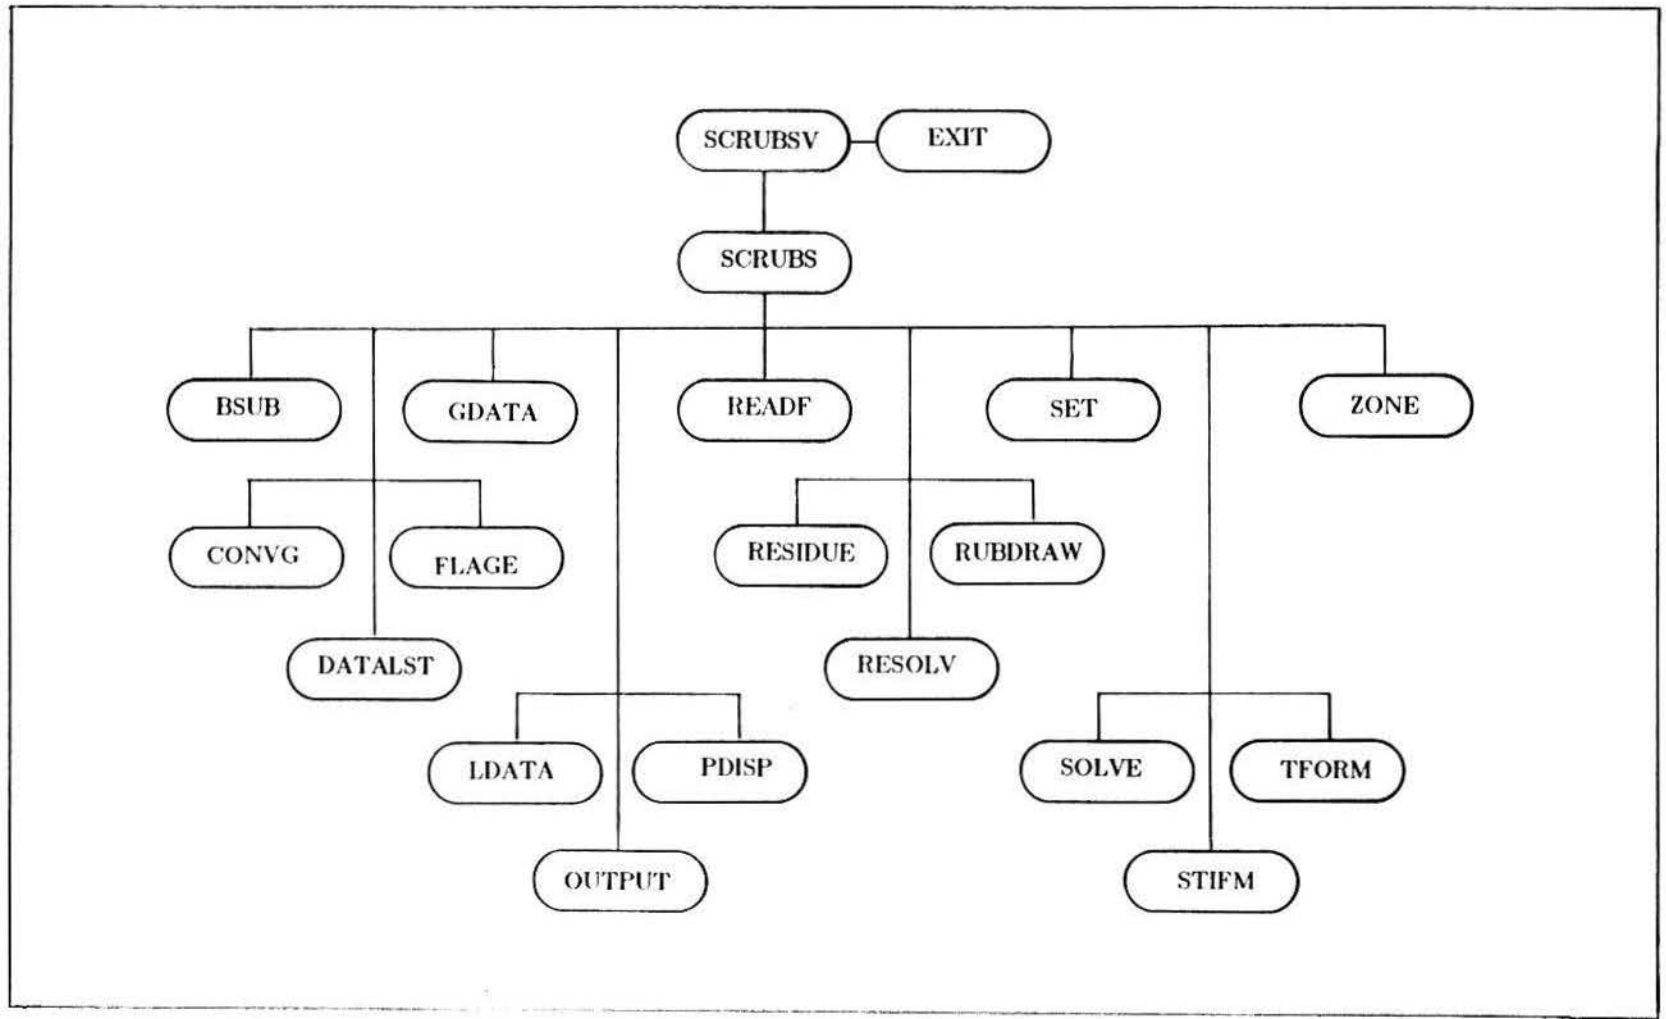 SCRUBSV
EXIT
SCRUBS
BSUB
GDATA
READF
SET
ZONE
CONVG
FLAGE
RESIDUE
RUBDRAW
DATALST
RESOLV
LDATA
PDISP
SOLVE
TFORM
OUTPUT
STIFM